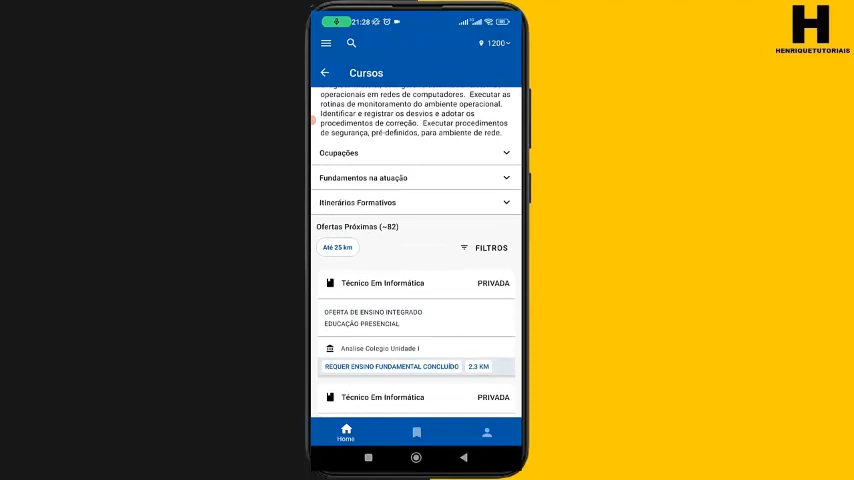 H
HENRIQUETUTORIAIS
21:28
1200
Cursos
operacionais em redes de computadores. Executar as
rotinas de monitoramento do ambiente operacional.
Identificar e registrar os desvios e adotar os
procedimentos de correção. Executar procedimentos
de segurança, pré-definidos, para ambiente de rede.
Ocupações
Fundamentos na atuação
Itinerários Formativos
Ofertas Próximas (~82)
Até 25 km
FILTROS
Técnico Em Informática PRIVADA
OFERTA DE ENSINO INTEGRADO
EDUCAÇÃO PRESENCIAL
Analise Colegio Unidade I
REQUER ENSINO FUNDAMENTAL CONCLUÍDO 2.3 KM
Técnico Em Informática PRIVADA
Home